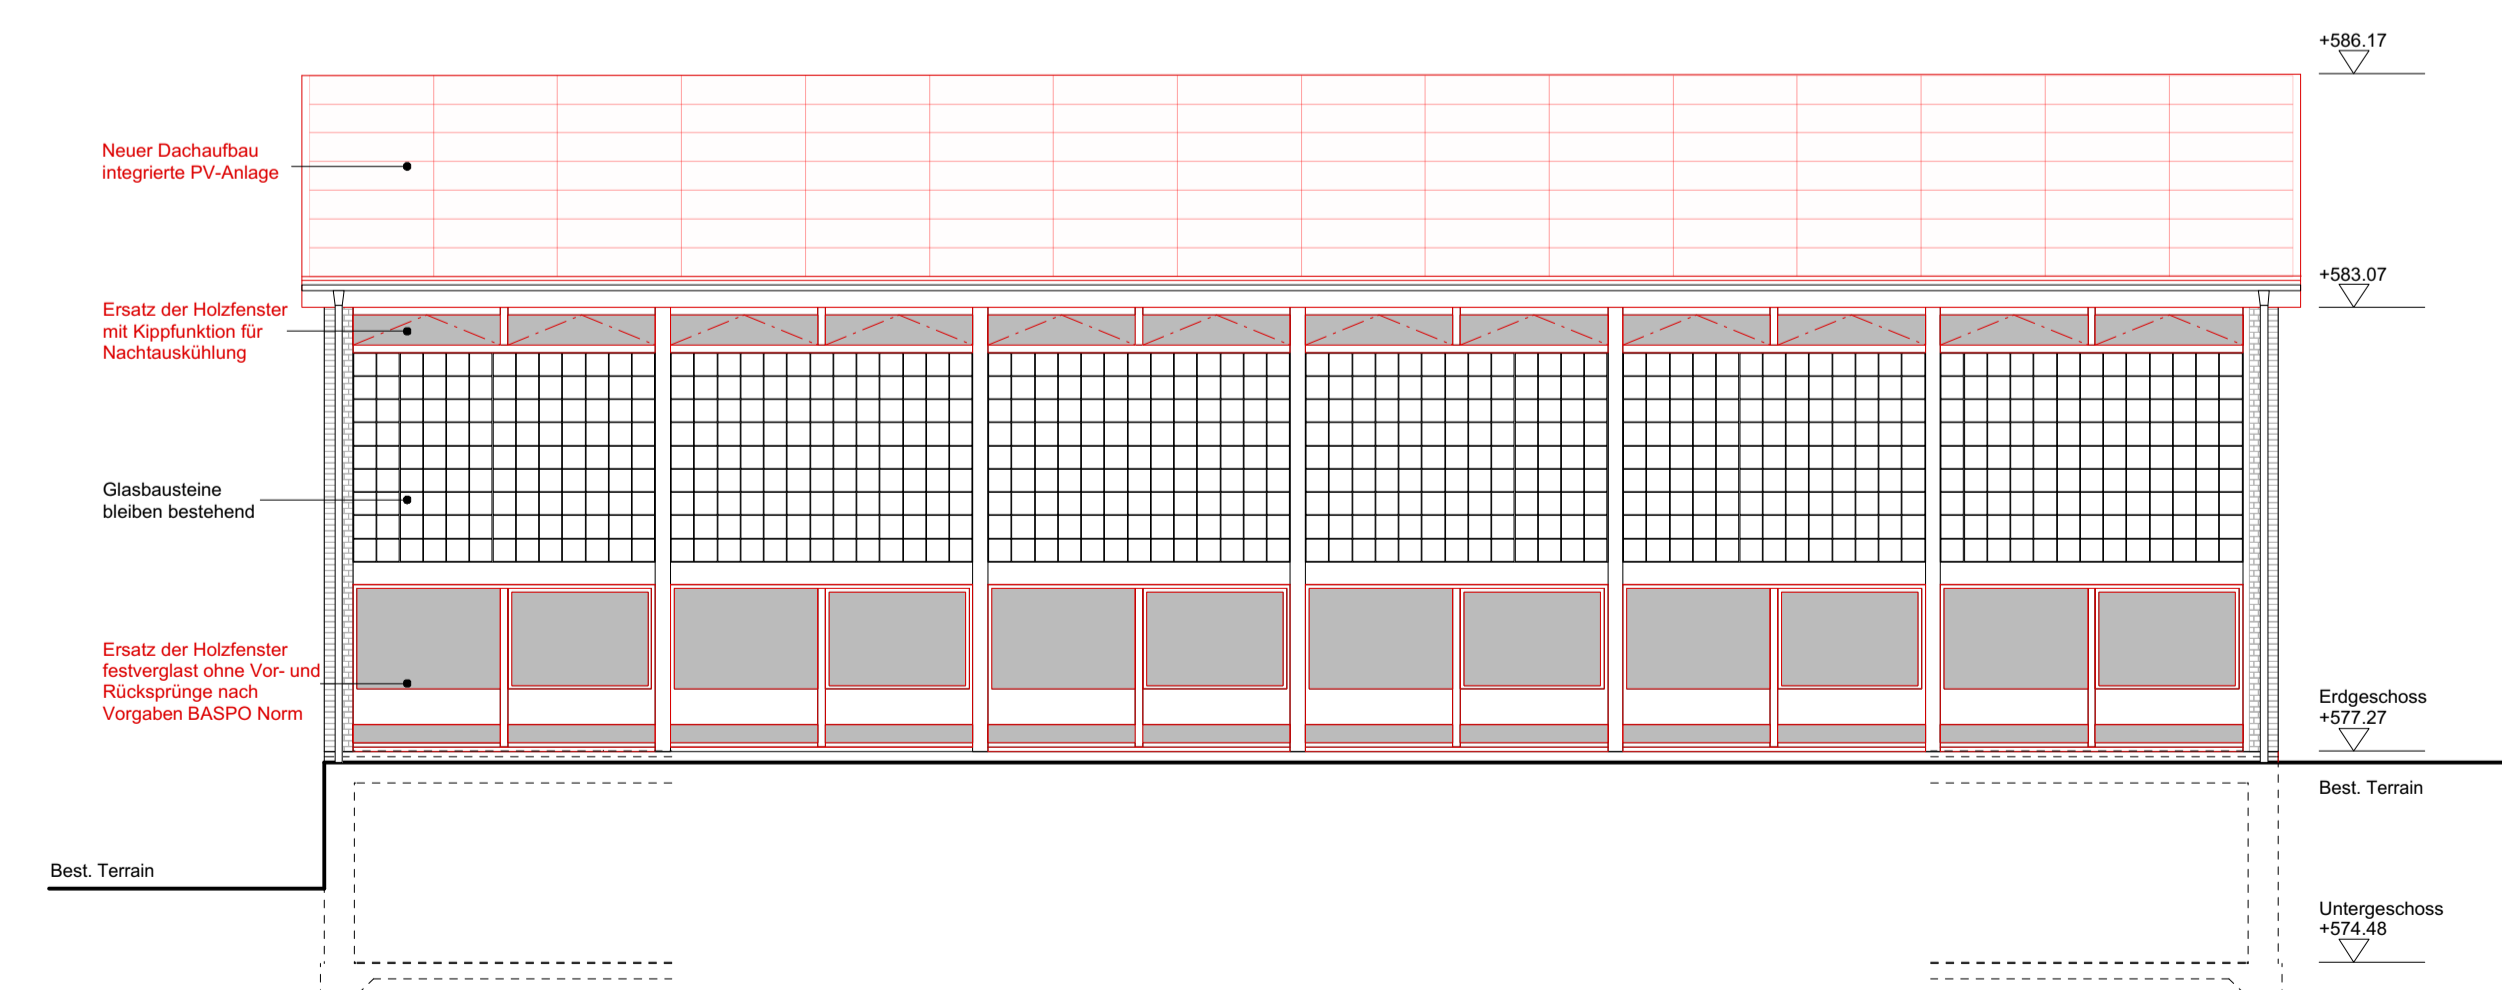 +586.17
Neuer Dachaufbau
integrierte PV-Anlage
+583.07
Ersatz der Holzfenster
mit Kippfunktion für
Nachtauskühlung
Glasbausteine
bleiben bestehend
Ersatz der Holzfenster
festverglast ohne Vor- und
Rücksprünge nach
Vorgaben BASPO Norm
Erdgeschoss
+577.27
Best. Terrain
Best. Terrain
Untergeschoss
+574.48